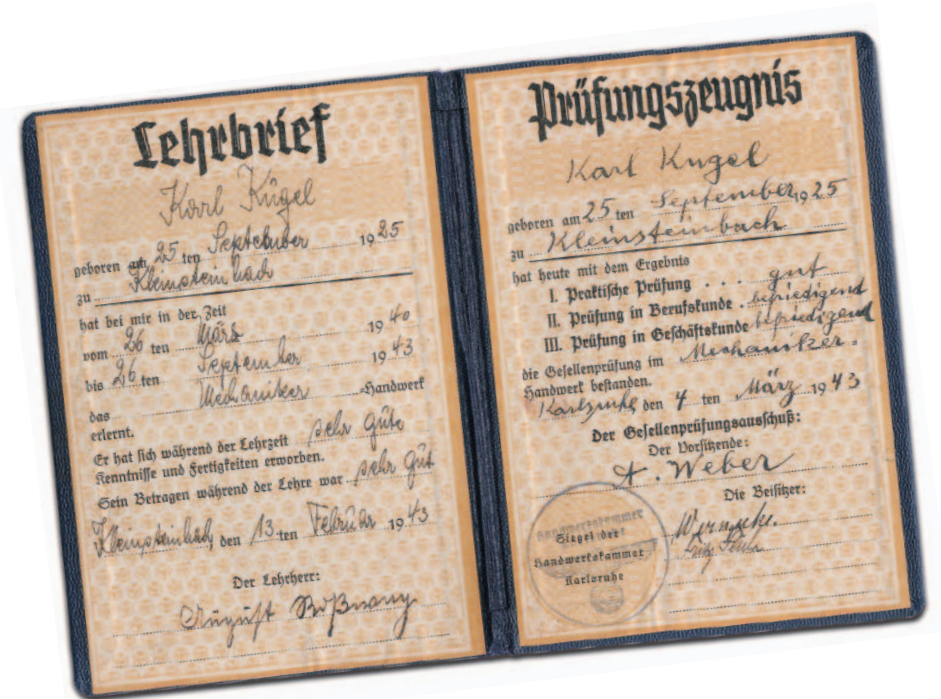 Lehrbrief
Karl Kügel
geboren am 25 ten September 1925
zu Kleinsteinbach
hat bei mir in der Zeit
vom 26 ten März 1940
bis 26 ten September 1943
das Mechaniker -Handwerk
erlernt.
Er hat sich während der Lehrzeit sehr gute
Kenntnisse und Fertigkeiten erworben.
Sein Betragen während der Lehre war sehr gut
Kleinsteinbach, den 13. ten Februar 1943
Der Lehrherr:
August
Prüfungszeugnis
Karl Kugel
geboren am 25 ten September 1925
zu Kleinsteinbach
hat heute mit dem Ergebnis
I. Praktische Prüfung . . . gut
II. Prüfung in Berufskunde . befriedigend
III. Prüfung in Geschäftskunde befriedigend
die Gesellenprüfung im Mechaniker-
Handwerk bestanden.
Karlsruhe den 4 ten März 1943
Der Gesellenprüfungsausschuß:
Der Vorsitzende:
A. Weber
Die Beisitzer:
Handwerkskammer
Siegel der
Handwerkskammer
Karlsruhe